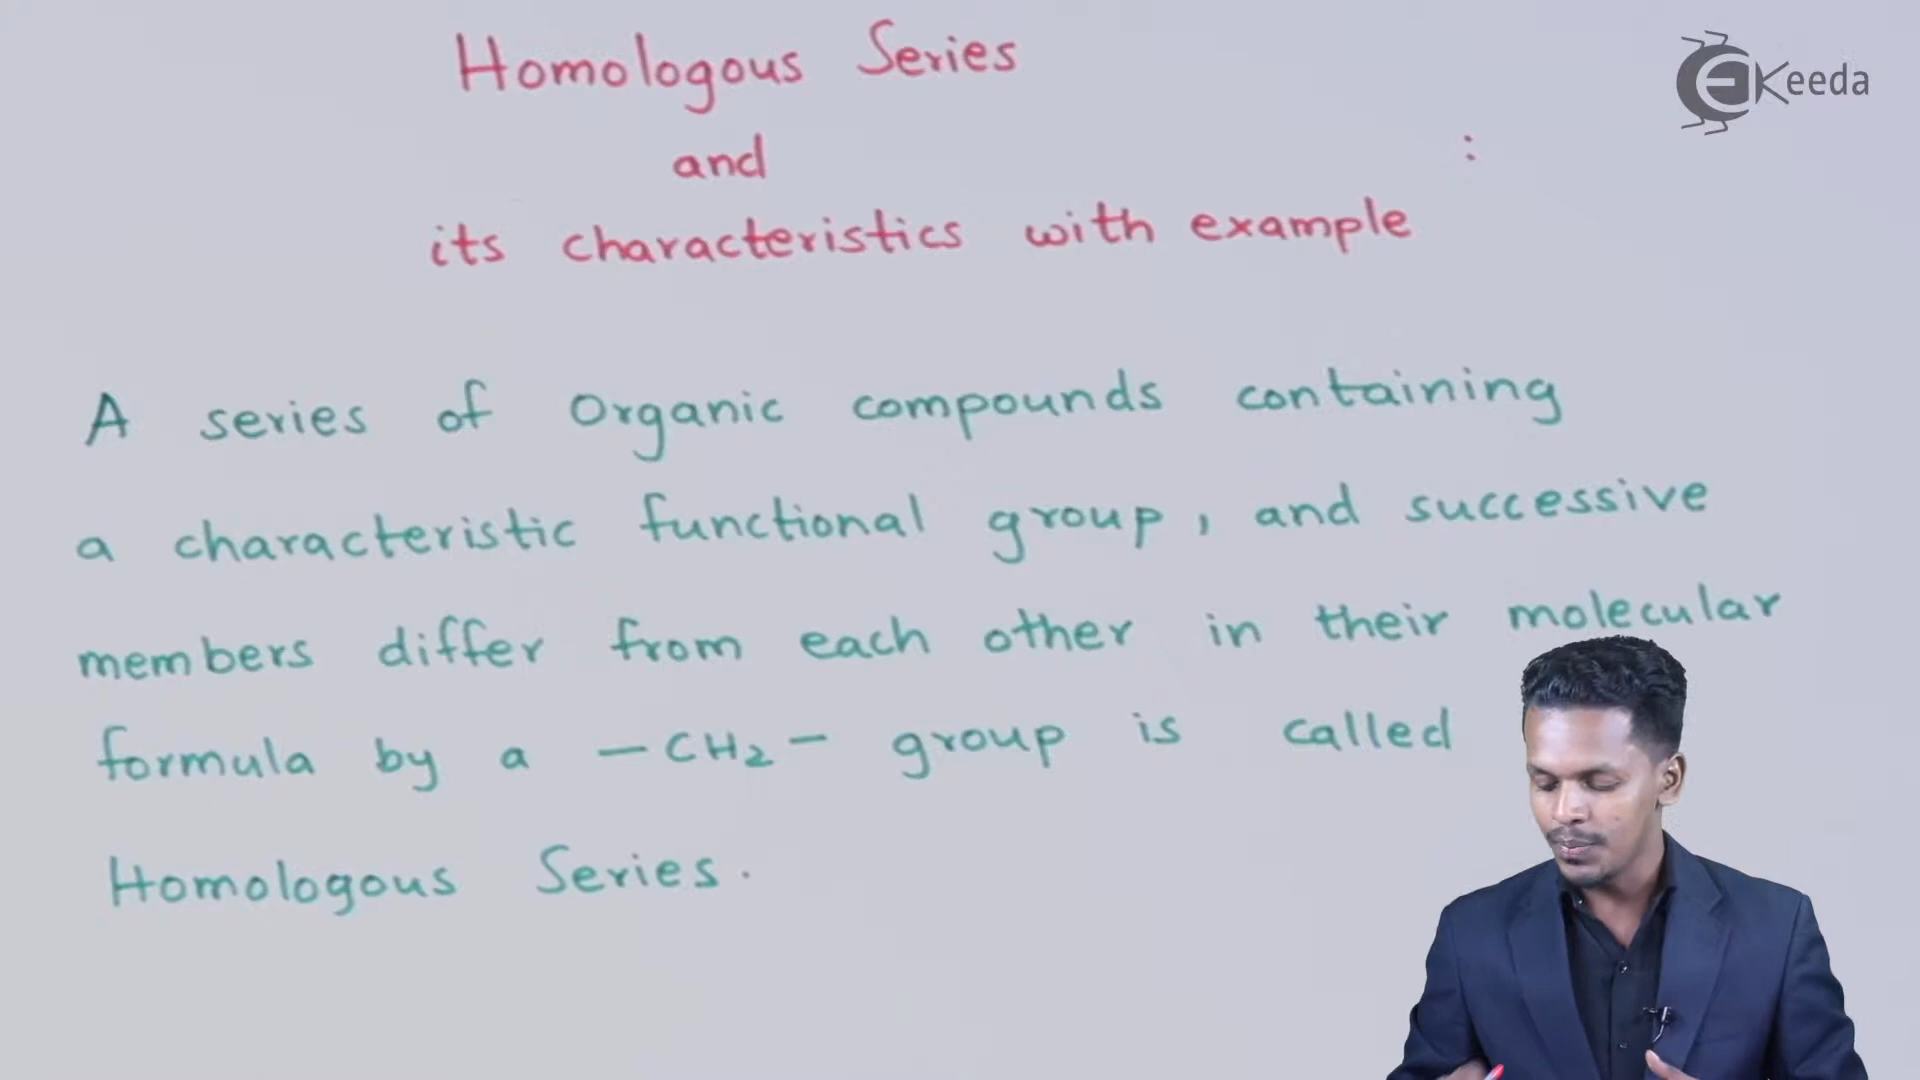 Homologous Series
and
its characteristics with example :
A series of Organic compounds containing
a characteristic functional group, and successive
members differ from each other in their molecular
formula by a -CH₂- group is called
Homologous Series.
EKeeda